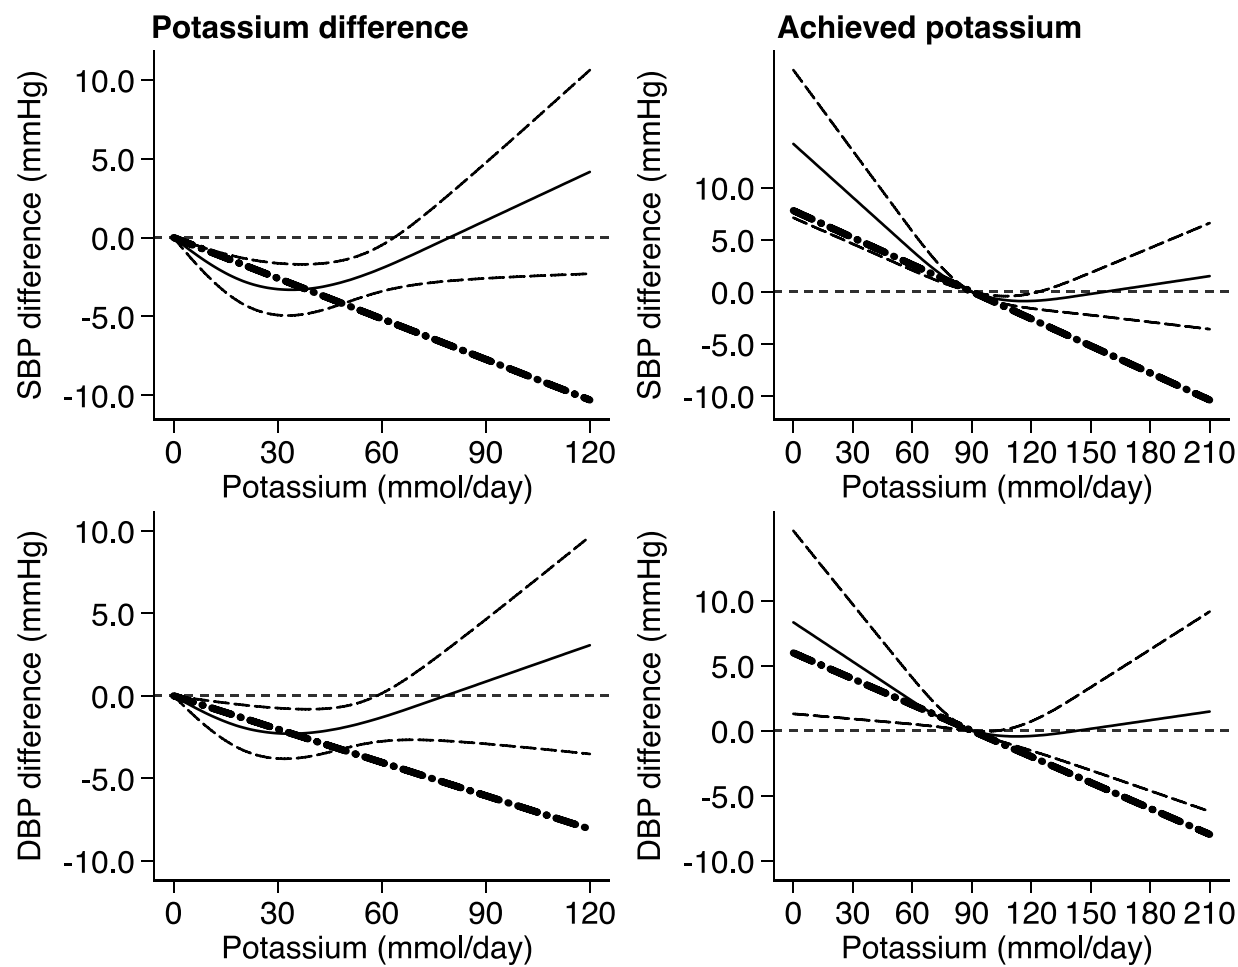 Potassium difference
SBP difference (mmHg)
10.0
5.0
0.0
-5.0
-10.0
0 30 60 90 120
Potassium (mmol/day)
Achieved potassium
SBP difference (mmHg)
10.0
5.0
0.0
-5.0
-10.0
0 30 60 90 120 150 180 210
Potassium (mmol/day)
DBP difference (mmHg)
10.0
5.0
0.0
-5.0
-10.0
0 30 60 90 120
Potassium (mmol/day)
DBP difference (mmHg)
10.0
5.0
0.0
-5.0
-10.0
0 30 60 90 120 150 180 210
Potassium (mmol/day)